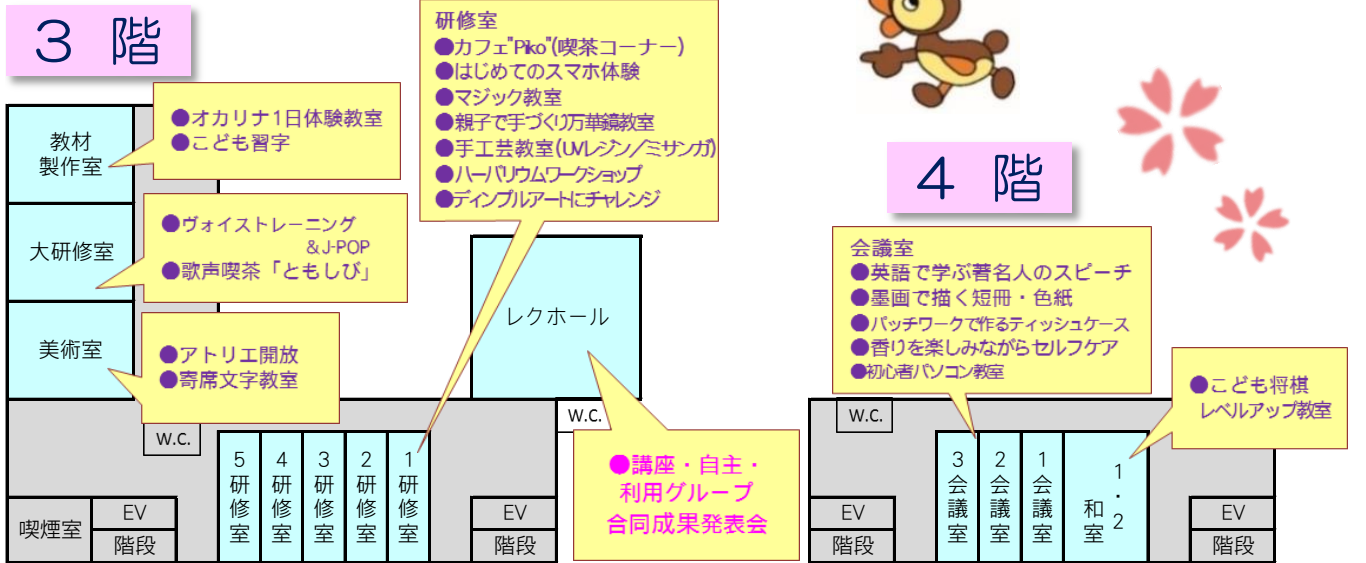 3 階
教材
製作室
●オカリナ1日体験教室
●こども習字
大研修室
●ヴォイストレーニング
&J-POP
●歌声喫茶「ともしび」
美術室
●アトリエ開放
●寄席文字教室
研修室
●カフェ"Piko"(喫茶コーナー)
●はじめてのスマホ体験
●マジック教室
●親子で手づくり万華鏡教室
●手工芸教室(UVレジン／ミサンガ)
●ハーバリウムワークショップ
●ディンプルアートにチャレンジ
レクホール
●講座・自主・
利用グループ
合同成果発表会
W.C.
W.C.
5研修室
4研修室
3研修室
2研修室
1研修室
喫煙室
EV
階段
EV
階段
4 階
会議室
●英語で学ぶ著名人のスピーチ
●墨画で描く短冊・色紙
●パッチワークで作るティッシュケース
●香りを楽しみながらセルフケア
●初心者パソコン教室
●こども将棋
レベルアップ教室
W.C.
3会議室
2会議室
1会議室
和室
1・2
EV
階段
EV
階段